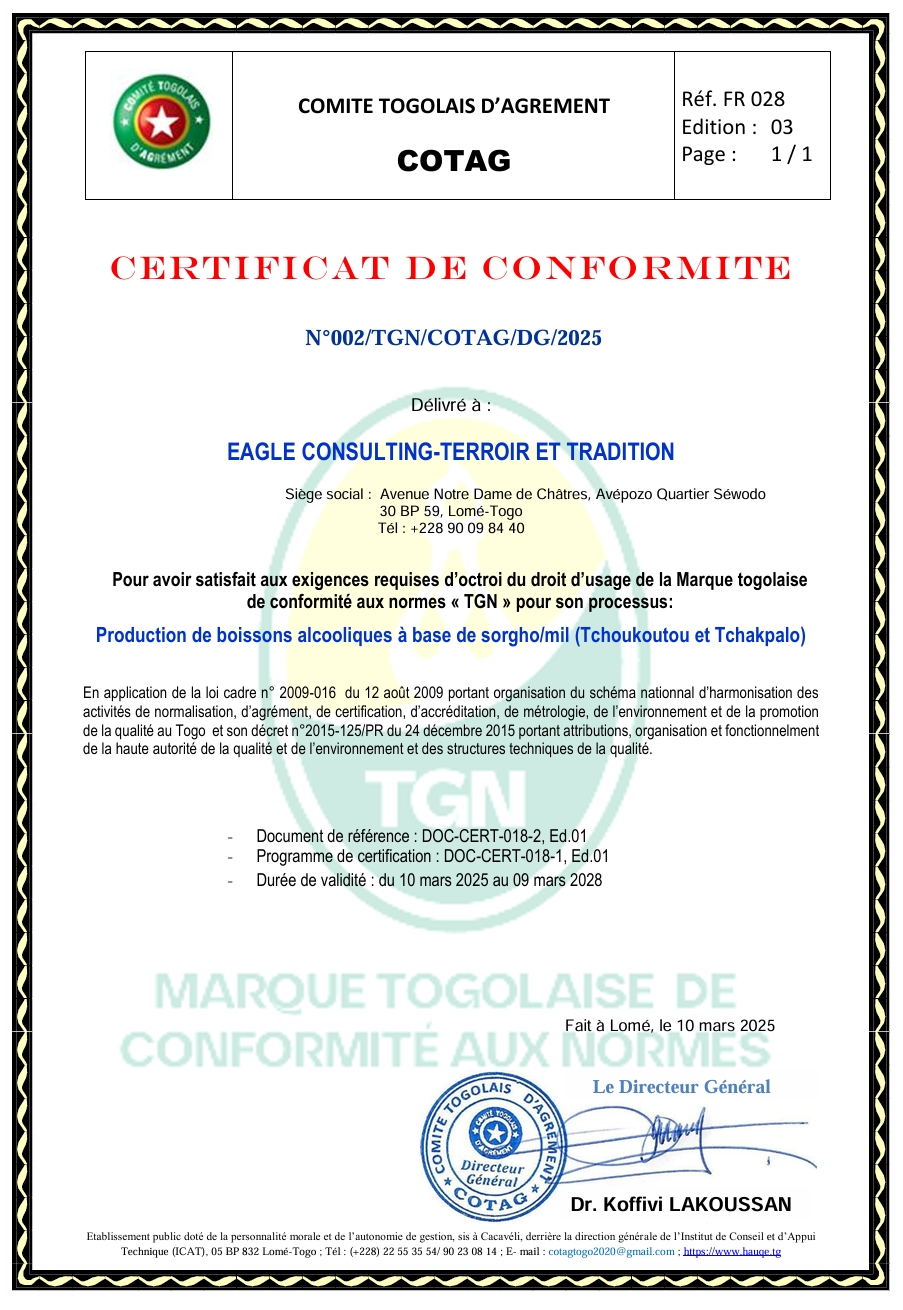 COMITÉ TOGOLAIS
D'AGRÉMENT
COMITE TOGOLAIS D’AGREMENT
COTAG
Réf. FR 028
Edition : 03
Page : 1 / 1
CERTIFICAT DE CONFORMITE
N°002/TGN/COTAG/DG/2025
Délivré à :
EAGLE CONSULTING-TERROIR ET TRADITION
Siège social : Avenue Notre Dame de Châtres, Avépozo Quartier Séwodo
30 BP 59, Lomé-Togo
Tél : +228 90 09 84 40
Pour avoir satisfait aux exigences requises d’octroi du droit d’usage de la Marque togolaise
de conformité aux normes « TGN » pour son processus:
Production de boissons alcooliques à base de sorgho/mil (Tchoukoutou et Tchakpalo)
En application de la loi cadre n° 2009-016 du 12 août 2009 portant organisation du schéma nationnal d’harmonisation des
activités de normalisation, d’agrément, de certification, d’accréditation, de métrologie, de l’environnement et de la promotion
de la qualité au Togo et son décret n°2015-125/PR du 24 décembre 2015 portant attributions, organisation et fonctionnelment
de la haute autorité de la qualité et de l’environnement et des structures techniques de la qualité.
TGN
- Document de référence : DOC-CERT-018-2, Ed.01
- Programme de certification : DOC-CERT-018-1, Ed.01
- Durée de validité : du 10 mars 2025 au 09 mars 2028
MARQUE TOGOLAISE DE
CONFORMITÉ AUX NORMES
Fait à Lomé, le 10 mars 2025
Le Directeur Général
COMITE TOGOLAIS D'AGREMENT
COMITÉ TOGOLAIS
D'AGRÉMENT
Directeur
Général
COTAG
Dr. Koffivi LAKOUSSAN
Etablissement public doté de la personnalité morale et de l’autonomie de gestion, sis à Cacavéli, derrière la direction générale de l’Institut de Conseil et d’Appui
Technique (ICAT), 05 BP 832 Lomé-Togo ; Tél : (+228) 22 55 35 54/ 90 23 08 14 ; E- mail : cotagtogo2020@gmail.com ; https://www.hauqe.tg